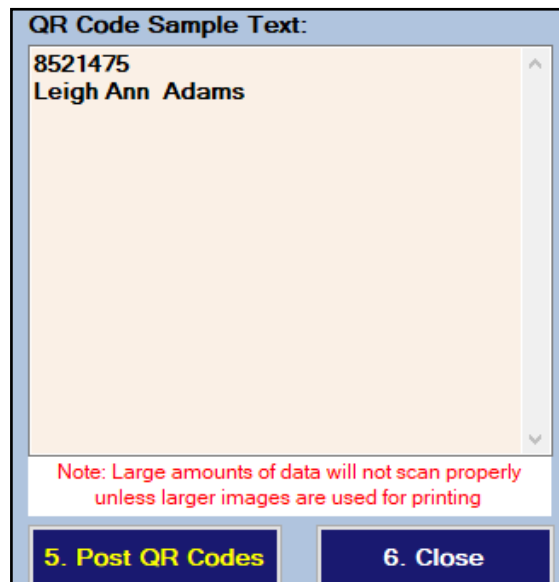 QR Code Sample Text:
8521475
Leigh Ann  Adams
Note: Large amounts of data will not scan properly
unless larger images are used for printing
5. Post QR Codes
6. Close